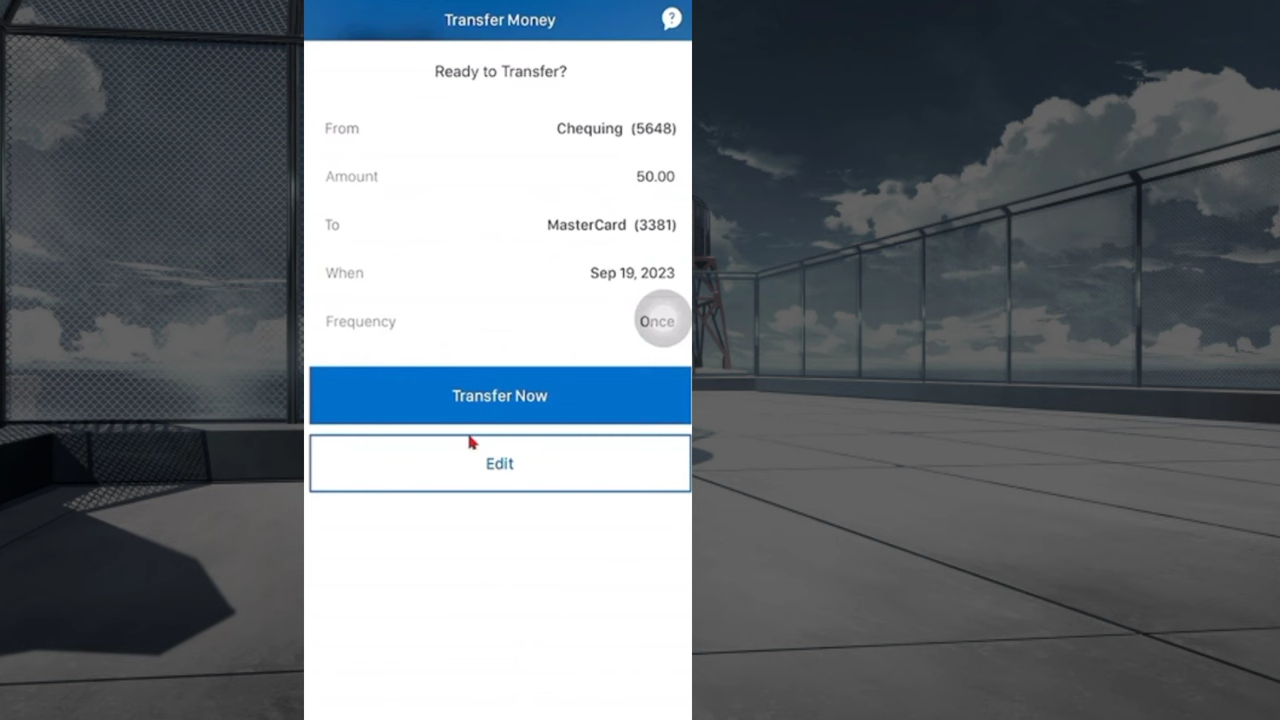 Transfer Money
?
Ready to Transfer?
From Chequing (5648)
Amount 50.00
To MasterCard (3381)
When Sep 19, 2023
Frequency Once
Transfer Now
Edit